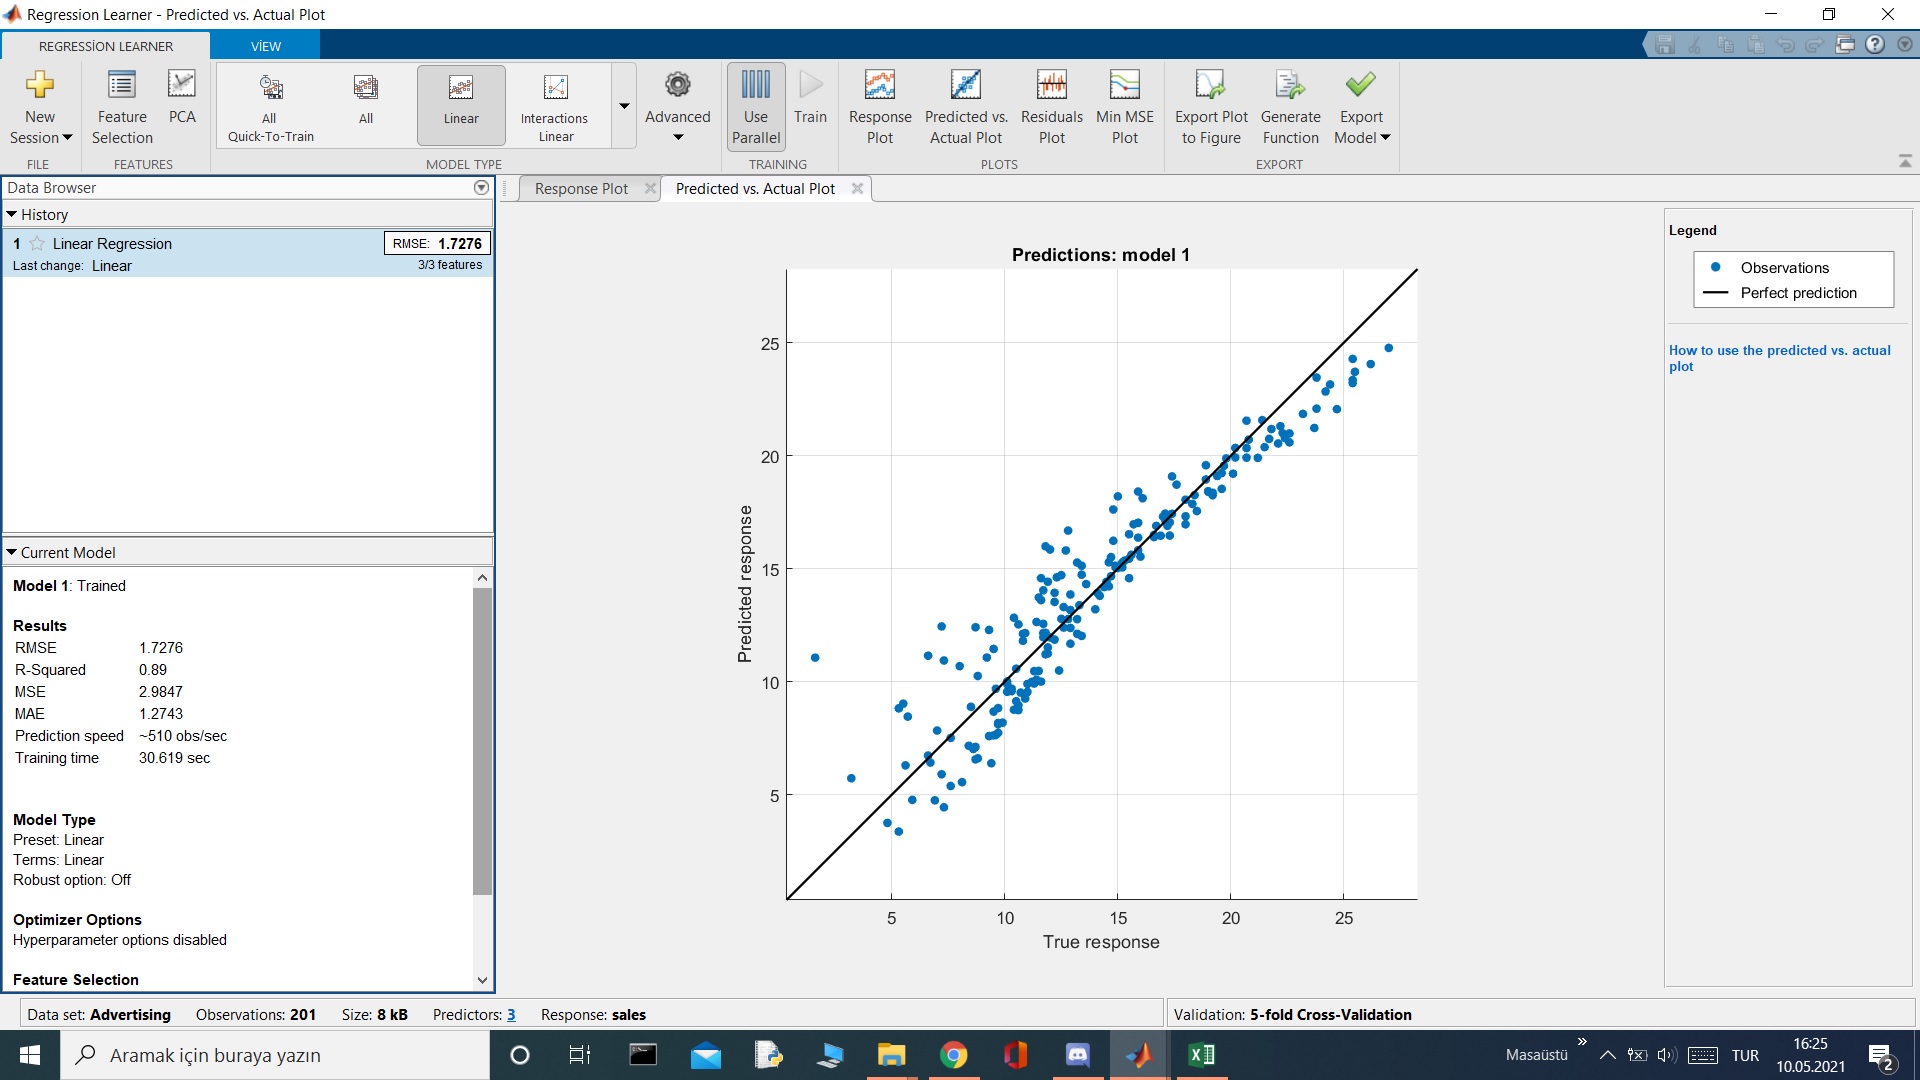 Regression Learner - Predicted vs. Actual Plot
REGRESSİON LEARNER
VİEW
New Session
Feature Selection
PCA
All Quick-To-Train
All
Linear
Interactions Linear
Advanced
Use Parallel
Train
Response Plot
Predicted vs. Actual Plot
Residuals Plot
Min MSE Plot
Export Plot to Figure
Generate Function
Export Model
FILE
FEATURES
MODEL TYPE
TRAINING
PLOTS
EXPORT
Data Browser
Response Plot
Predicted vs. Actual Plot
History
1 Linear Regression RMSE: 1.7276
Last change: Linear 3/3 features
Current Model
Model 1: Trained
Results
RMSE 1.7276
R-Squared 0.89
MSE 2.9847
MAE 1.2743
Prediction speed ~510 obs/sec
Training time 30.619 sec
Model Type
Preset: Linear
Terms: Linear
Robust option: Off
Optimizer Options
Hyperparameter options disabled
Feature Selection
Predictions: model 1
Predicted response
25
20
15
10
5
5 10 15 20 25
True response
Legend
Observations
Perfect prediction
How to use the predicted vs. actual
plot
Data set: Advertising Observations: 201 Size: 8 kB Predictors: 3 Response: sales
Validation: 5-fold Cross-Validation
Aramak için buraya yazın
Masaüstü
TUR
16:25
10.05.2021
2